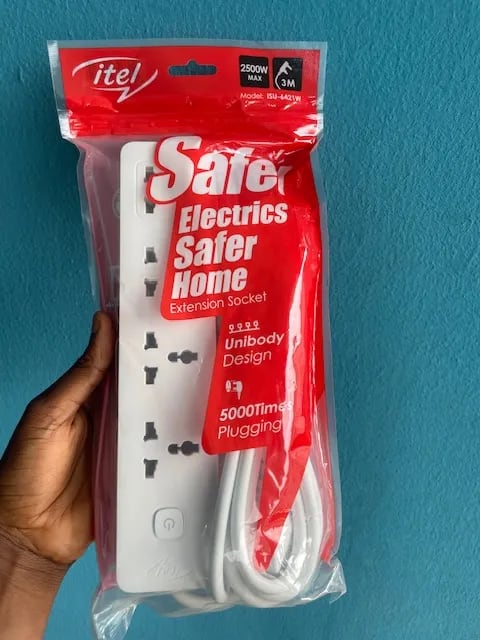 itel
2500W
MAX
3M
Model: ISU-6421W
Safer
Electrics
Safer
Home
Extension Socket
Unibody
Design
5000Times
Plugging